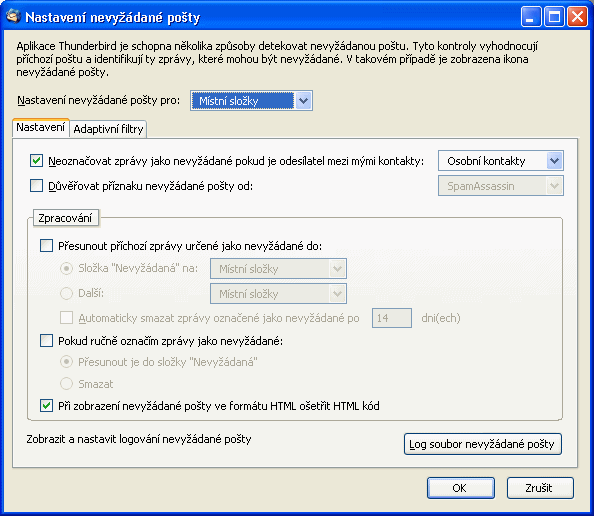 Nastavení nevyžádané pošty
Aplikace Thunderbird je schopna několika způsoby detekovat nevyžádanou poštu. Tyto kontroly vyhodnocují
příchozí poštu a identifikují ty zprávy, které mohou být nevyžádané. V takovém případě je zobrazena ikona
nevyžádané pošty.
Nastavení nevyžádané pošty pro: Místní složky
Nastavení Adaptivní filtry
Neoznačovat zprávy jako nevyžádané pokud je odesílatel mezi mými kontakty: Osobní kontakty
Důvěřovat příznaku nevyžádané pošty od: SpamAssassin
Zpracování
Přesunout příchozí zprávy určené jako nevyžádané do:
Složka "Nevyžádaná" na: Místní složky
Další: Místní složky
Automaticky smazat zprávy označené jako nevyžádané po 14 dní(ech)
Pokud ručně označím zprávy jako nevyžádané:
Přesunout je do složky "Nevyžádaná"
Smazat
Při zobrazení nevyžádané pošty ve formátu HTML ošetřit HTML kód
Zobrazit a nastavit logování nevyžádané pošty Log soubor nevyžádané pošty
OK Zrušit